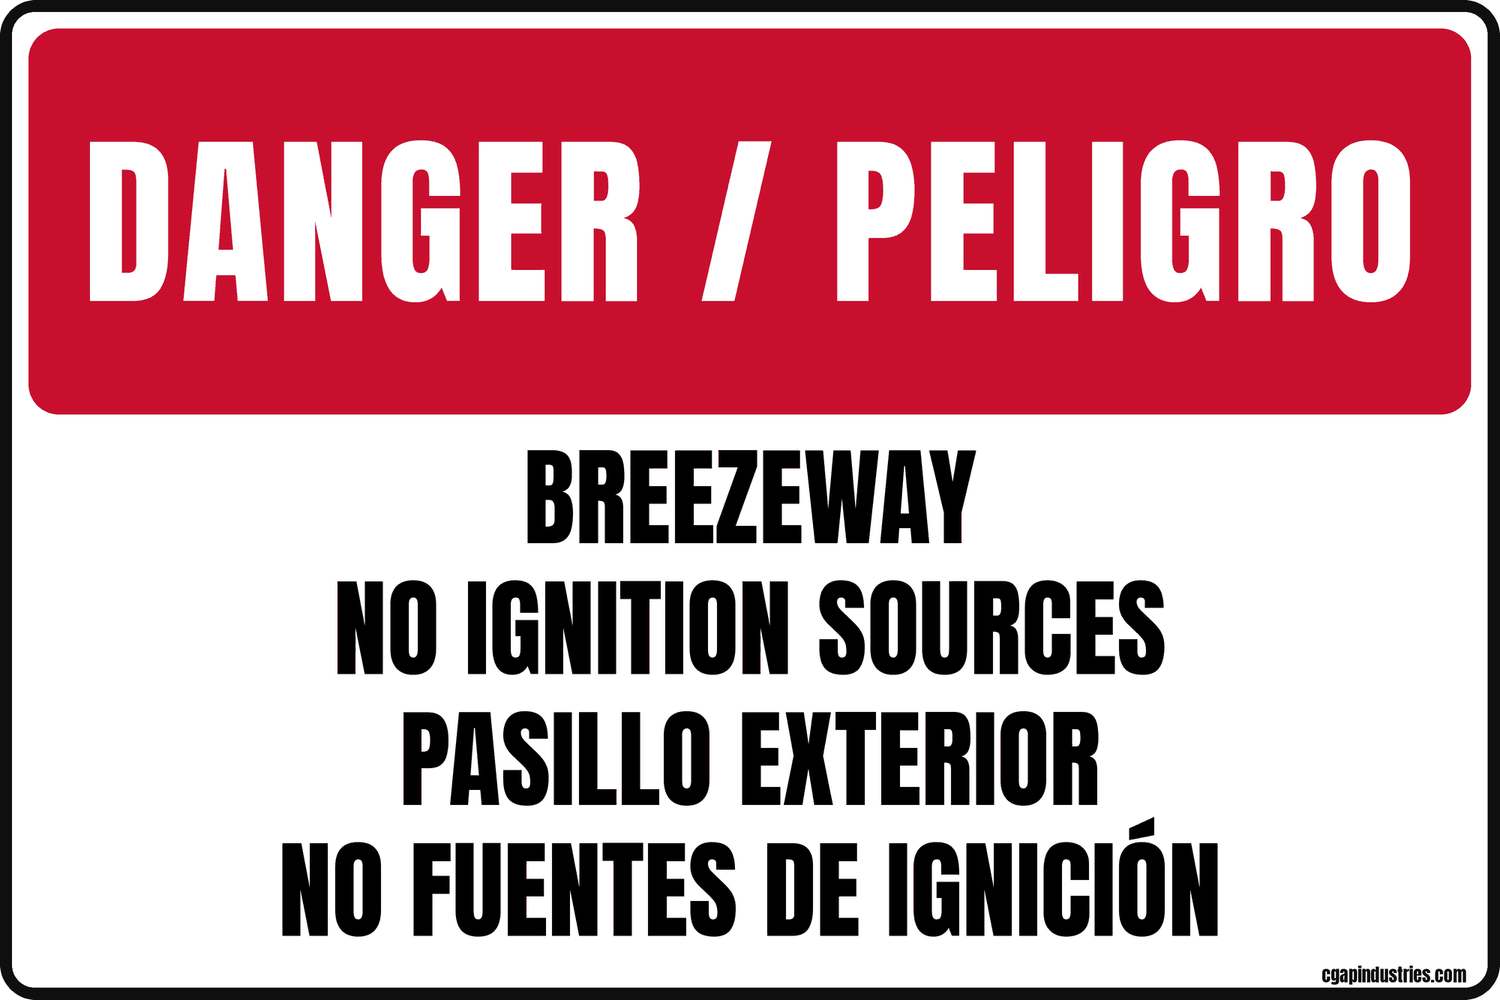 DANGER / PELIGRO
BREEZEWAY
NO IGNITION SOURCES
PASILLO EXTERIOR
NO FUENTES DE IGNICIÓN
cgapindustries.com